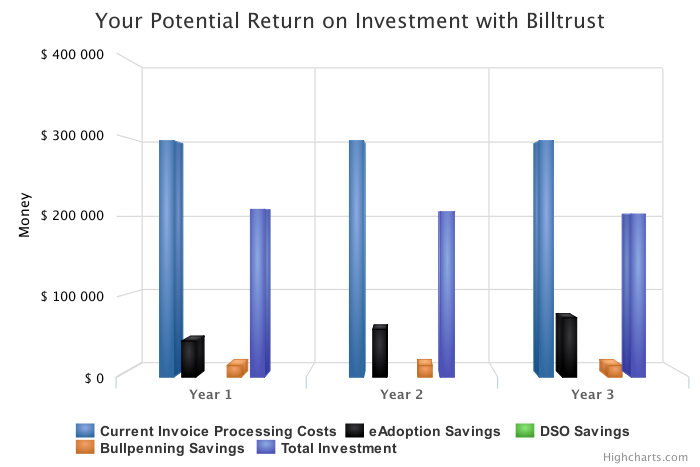 Your Potential Return on Investment with Billtrust
$ 400 000
$ 300 000
$ 200 000
$ 100 000
$ 0
Money
Year 1
Year 2
Year 3
Current Invoice Processing Costs eAdoption Savings DSO Savings
Bullpenning Savings Total Investment
Highcharts.com